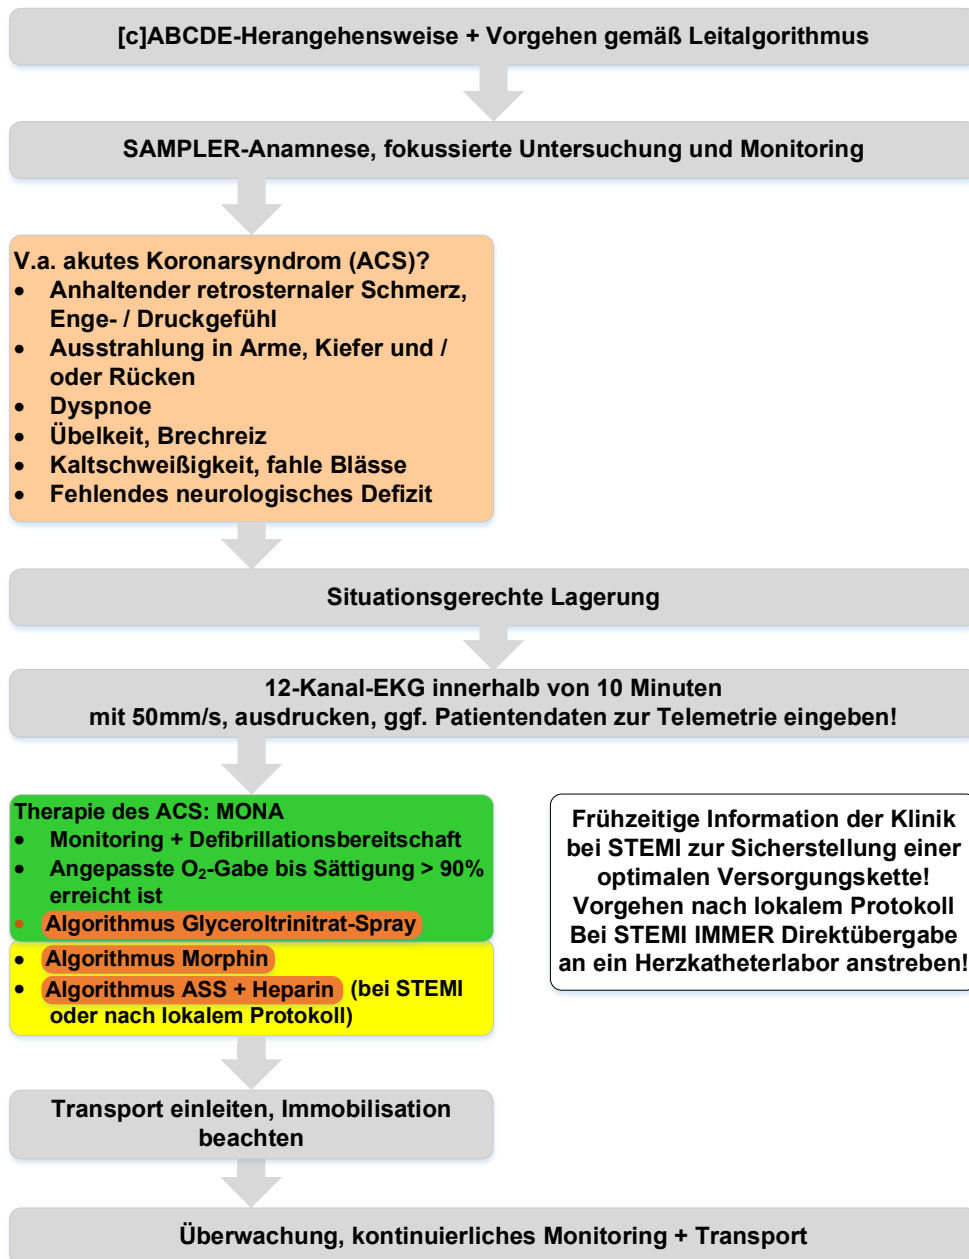 [c]ABCDE-Herangehensweise + Vorgehen gemäß Leitalgorithmus
SAMPLER-Anamnese, fokussierte Untersuchung und Monitoring
V.a. akutes Koronarsyndrom (ACS)?
• Anhaltender retrosternaler Schmerz,
Enge- / Druckgefühl
• Ausstrahlung in Arme, Kiefer und /
oder Rücken
• Dyspnoe
• Übelkeit, Brechreiz
• Kaltschweißigkeit, fahle Blässe
• Fehlendes neurologisches Defizit
Situationsgerechte Lagerung
12-Kanal-EKG innerhalb von 10 Minuten
mit 50mm/s, ausdrucken, ggf. Patientendaten zur Telemetrie eingeben!
Therapie des ACS: MONA
• Monitoring + Defibrillationsbereitschaft
• Angepasste O₂-Gabe bis Sättigung > 90%
erreicht ist
• Algorithmus Glyceroltrinitrat-Spray
• Algorithmus Morphin
• Algorithmus ASS + Heparin (bei STEMI
oder nach lokalem Protokoll)
Frühzeitige Information der Klinik
bei STEMI zur Sicherstellung einer
optimalen Versorgungskette!
Vorgehen nach lokalem Protokoll
Bei STEMI IMMER Direktübergabe
an ein Herzkatheterlabor anstreben!
Transport einleiten, Immobilisation
beachten
Überwachung, kontinuierliches Monitoring + Transport